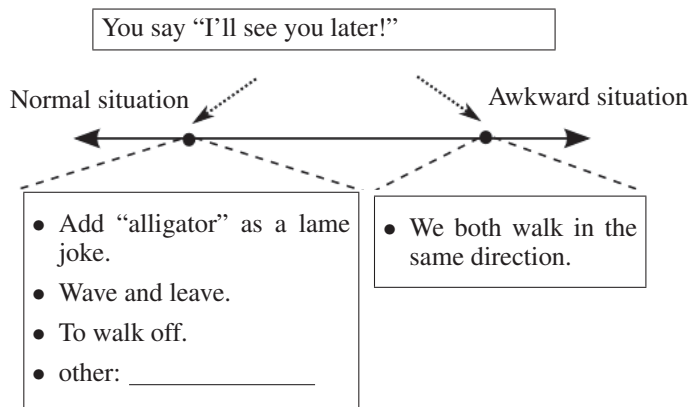 You say “I’ll see you later!”
Normal situation
Awkward situation
• Add “alligator” as a lame
joke.
• Wave and leave.
• To walk off.
• other: _______________
• We both walk in the
same direction.